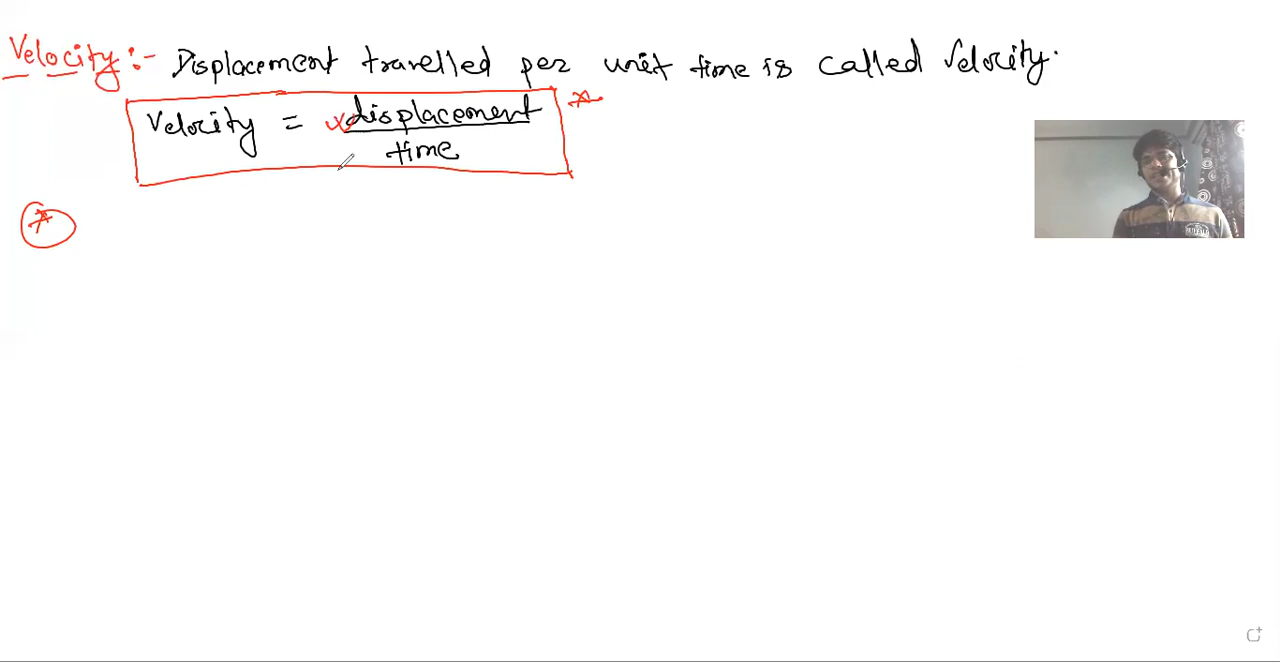 Velocity :- Displacement travelled per unit time is called Velocity.
Velocity = displacement
time